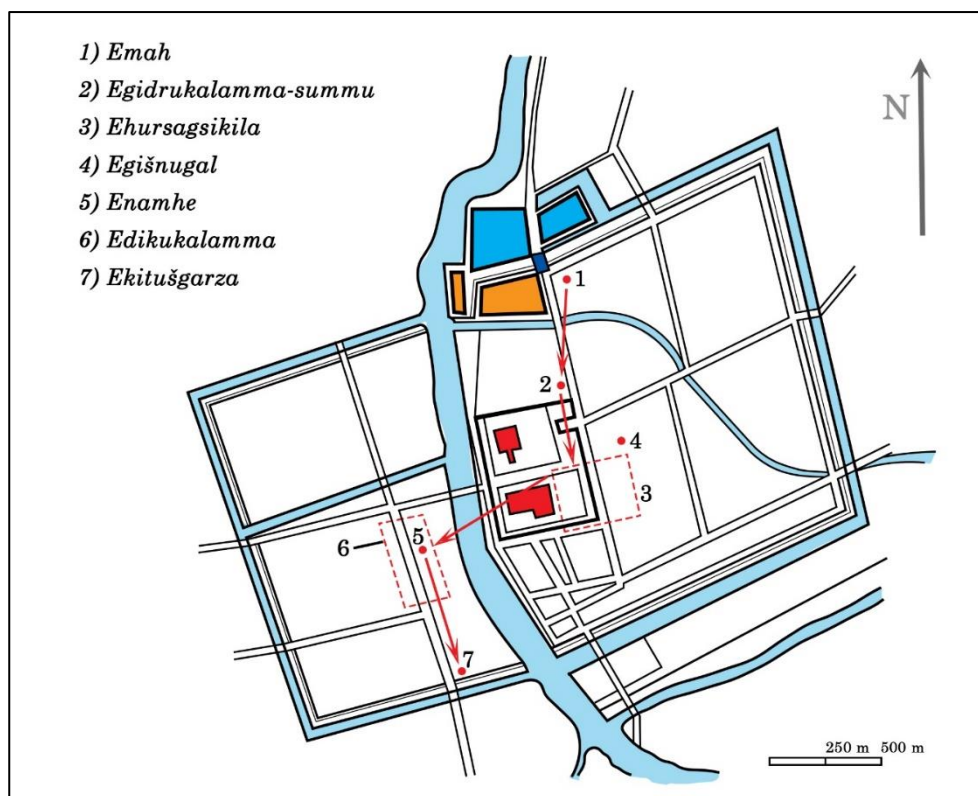 1) Emah
2) Egidrukalamma-summu
3) Ehursagsikila
4) Egišnugal
5) Enamhe
6) Edikukalamma
7) Ekitušgarza
N
1
2
4
3
5
6
7
250 m 500 m